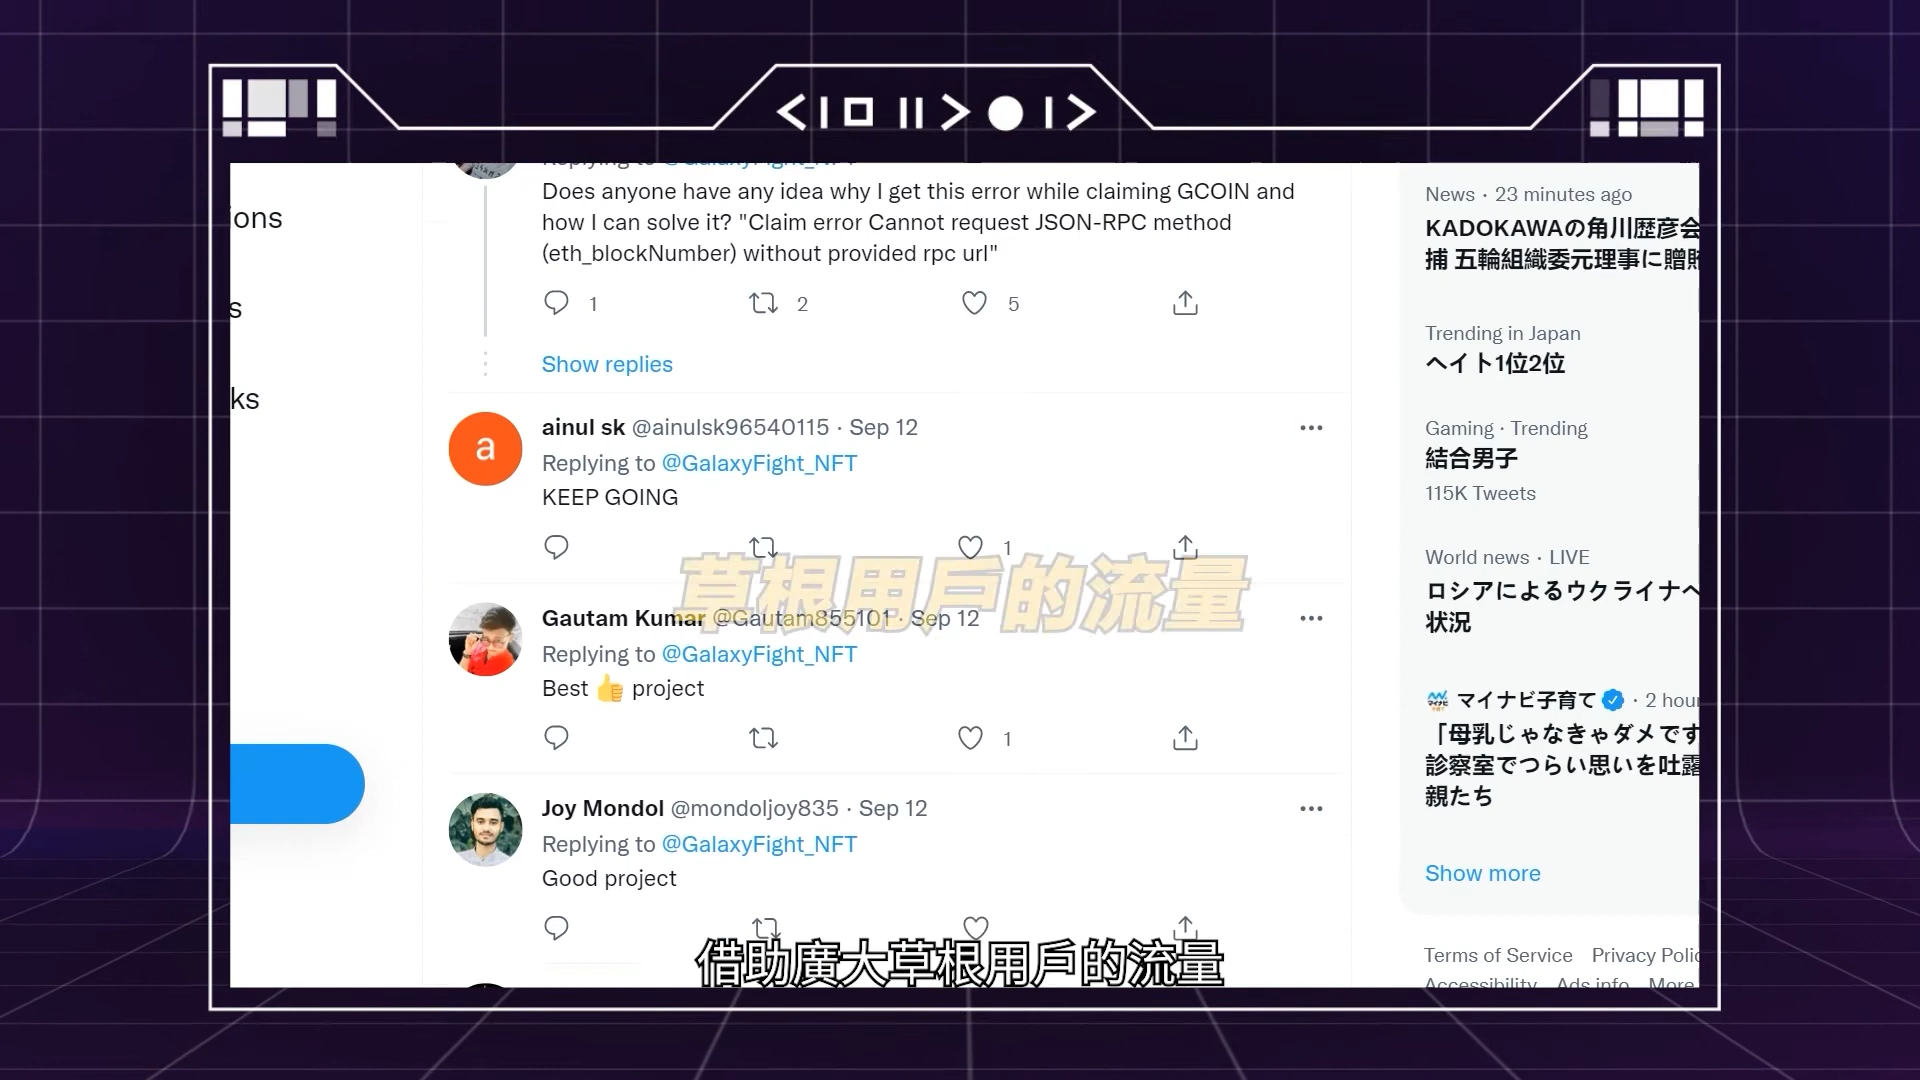 ions
s
ks
Replying to @GalaxyFight_NFT
Does anyone have any idea why I get this error while claiming GCOIN and
how I can solve it? "Claim error Cannot request JSON-RPC method
(eth_blockNumber) without provided rpc url"
1 2 5
Show replies
a
ainul sk @ainulsk96540115 · Sep 12
Replying to @GalaxyFight_NFT
KEEP GOING
1
草根用戶的流量
Gautam Kumar @Gautam855101 · Sep 12
Replying to @GalaxyFight_NFT
Best 👍 project
1
Joy Mondol @mondoljoy835 · Sep 12
Replying to @GalaxyFight_NFT
Good project
借助廣大草根用戶的流量
News · 23 minutes ago
KADOKAWAの角川歴彦会
捕 五輪組織委元理事に贈賄
Trending in Japan
ヘイト1位2位
Gaming · Trending
結合男子
115K Tweets
World news · LIVE
ロシアによるウクライナへ
状況
マイナビ子育て · 2 hour
「母乳じゃなきゃダメです
診察室でつらい思いを吐露
親たち
Show more
Terms of Service Privacy Polic
Accessibility Ads info More